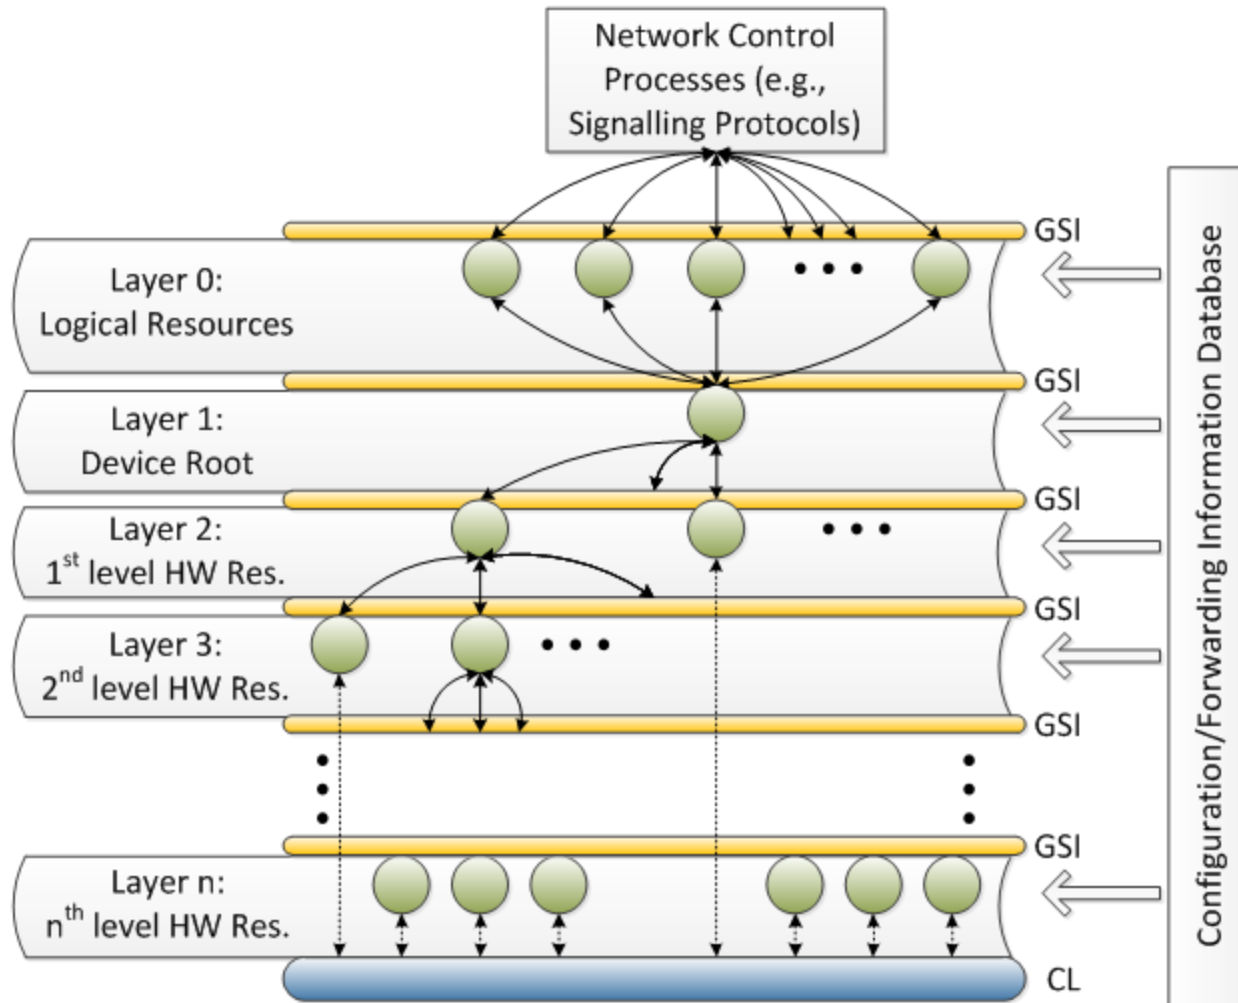 Network Control
Processes (e.g.,
Signalling Protocols)
GSI
Layer 0:
Logical Resources
GSI
Layer 1:
Device Root
GSI
Layer 2:
1st level HW Res.
GSI
Layer 3:
2nd level HW Res.
GSI
GSI
Layer n:
nth level HW Res.
CL
Configuration/Forwarding Information Database